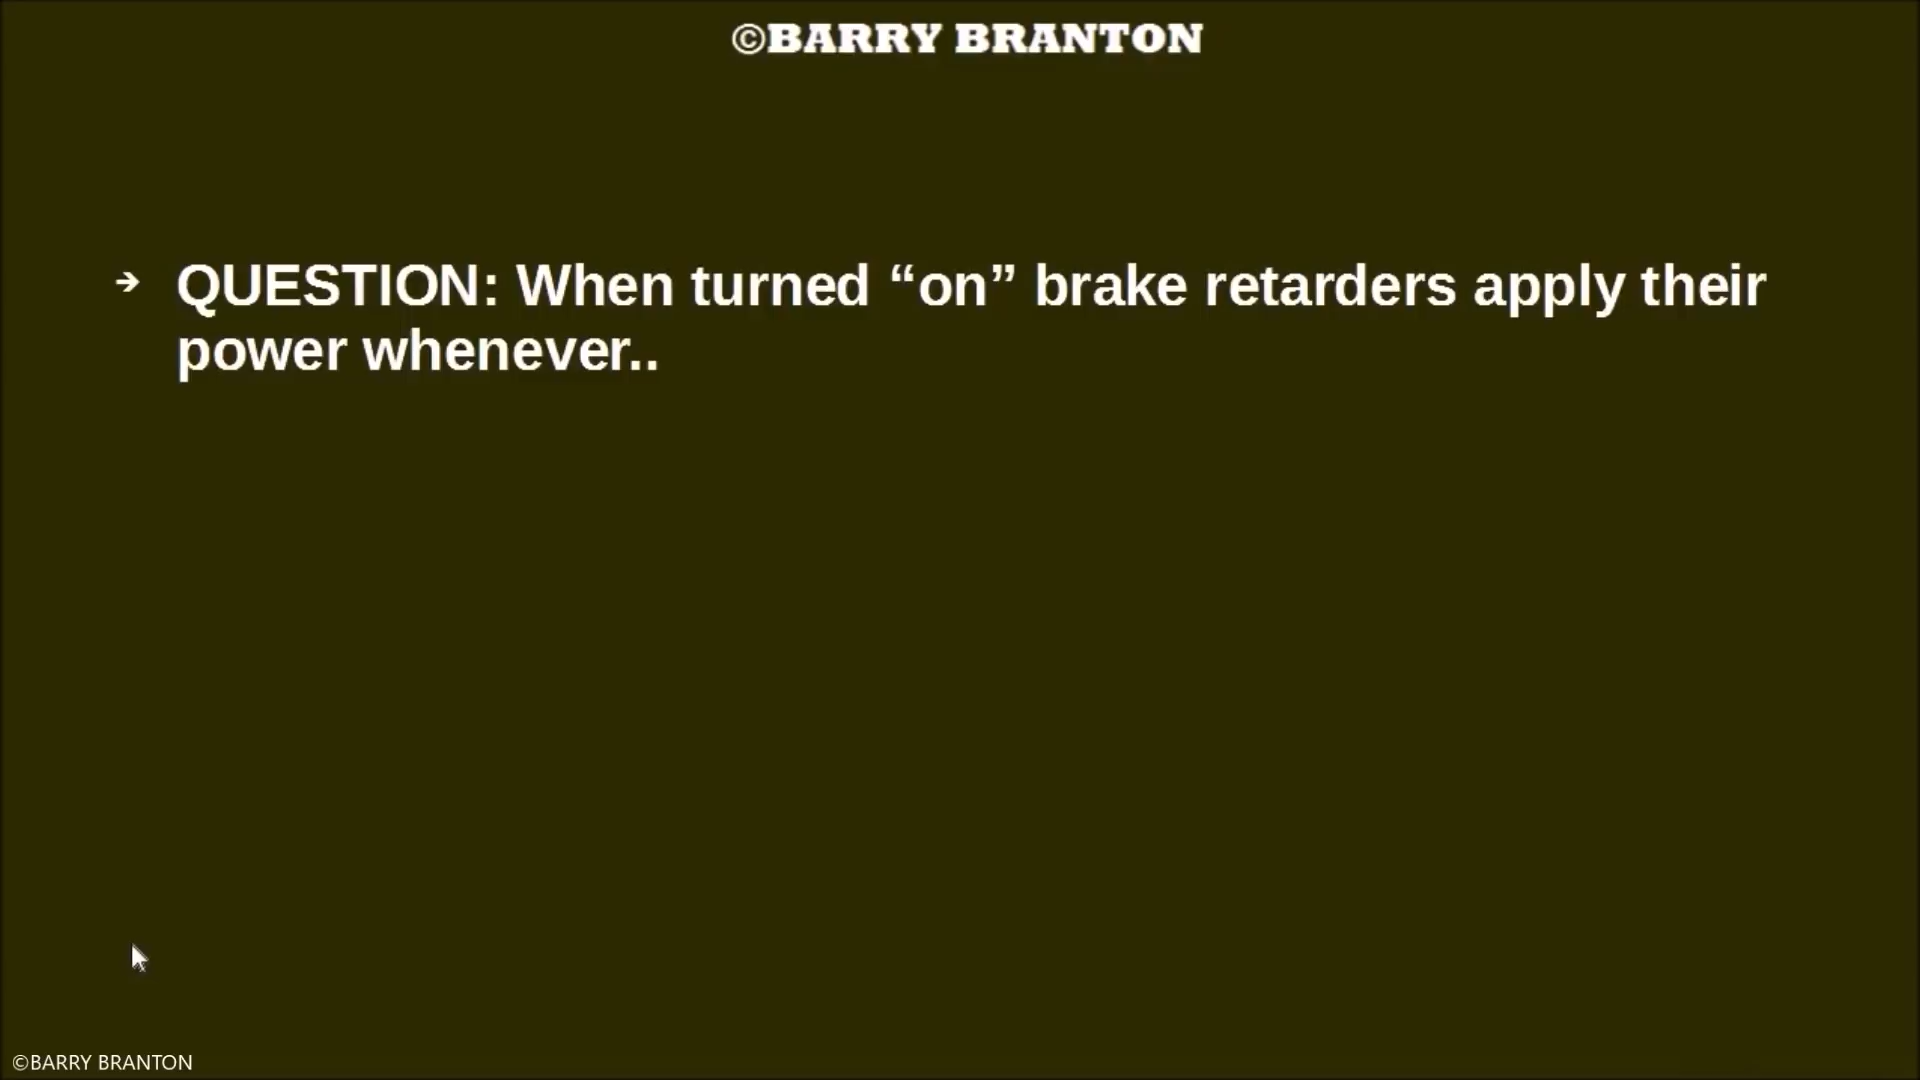 ©BARRY BRANTON
➔ QUESTION: When turned “on” brake retarders apply their
power whenever..
©BARRY BRANTON